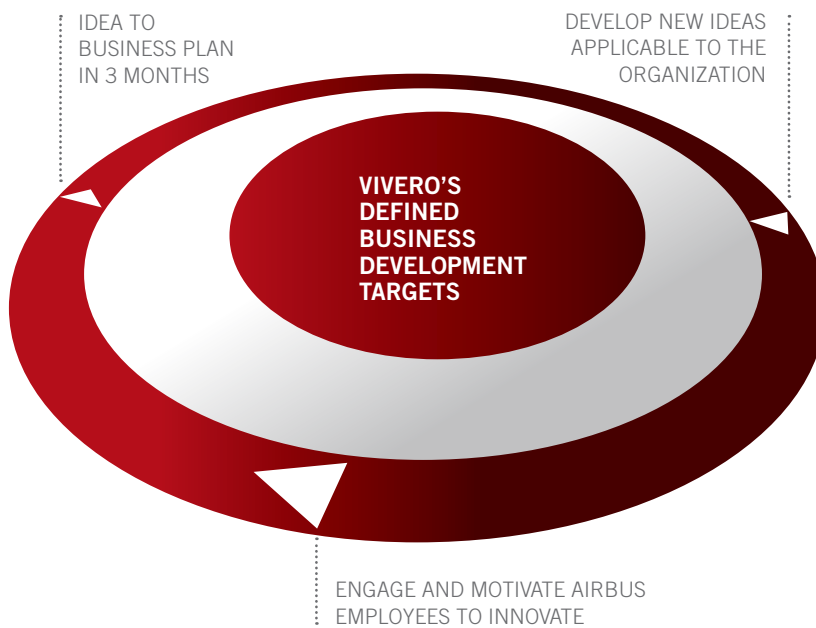 IDEA TO
BUSINESS PLAN
IN 3 MONTHS
DEVELOP NEW IDEAS
APPLICABLE TO THE
ORGANIZATION
VIVERO'S
DEFINED
BUSINESS
DEVELOPMENT
TARGETS
ENGAGE AND MOTIVATE AIRBUS
EMPLOYEES TO INNOVATE